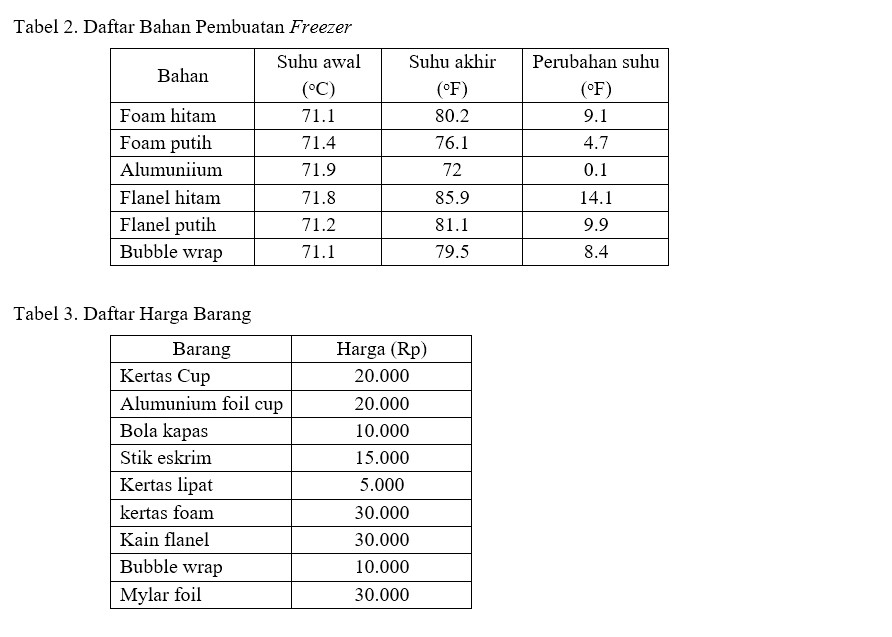 Tabel 2. Daftar Bahan Pembuatan Freezer
Bahan Suhu awal (°C) Suhu akhir (°F) Perubahan suhu (°F)
Foam hitam 71.1 80.2 9.1
Foam putih 71.4 76.1 4.7
Alumuniium 71.9 72 0.1
Flanel hitam 71.8 85.9 14.1
Flanel putih 71.2 81.1 9.9
Bubble wrap 71.1 79.5 8.4
Tabel 3. Daftar Harga Barang
Barang Harga (Rp)
Kertas Cup 20.000
Alumunium foil cup 20.000
Bola kapas 10.000
Stik eskrim 15.000
Kertas lipat 5.000
kertas foam 30.000
Kain flanel 30.000
Bubble wrap 10.000
Mylar foil 30.000